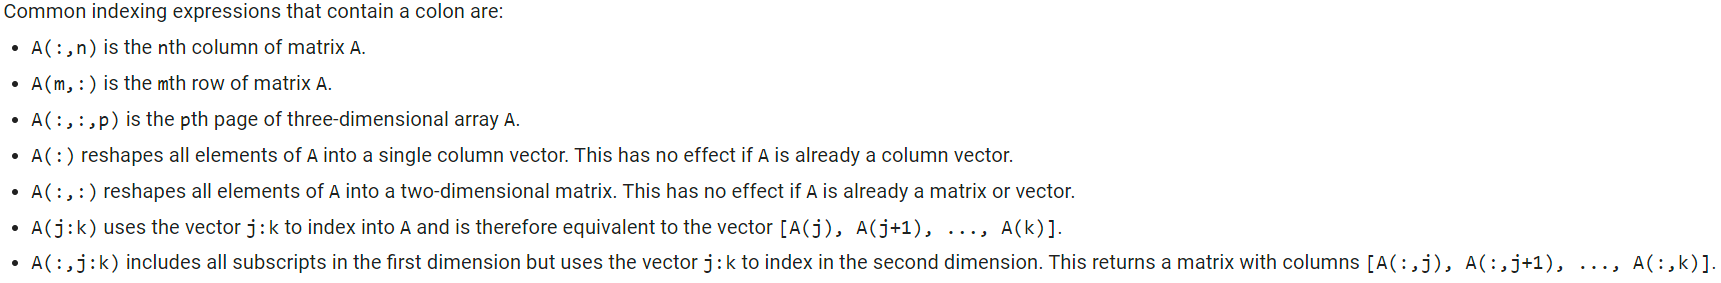 Common indexing expressions that contain a colon are:
• A(:,n) is the nth column of matrix A.
• A(m,:) is the mth row of matrix A.
• A(:,:,p) is the pth page of three-dimensional array A.
• A(:) reshapes all elements of A into a single column vector. This has no effect if A is already a column vector.
• A(:,:) reshapes all elements of A into a two-dimensional matrix. This has no effect if A is already a matrix or vector.
• A(j:k) uses the vector j:k to index into A and is therefore equivalent to the vector [A(j), A(j+1), ..., A(k)].
• A(:,j:k) includes all subscripts in the first dimension but uses the vector j:k to index in the second dimension. This returns a matrix with columns [A(:,j), A(:,j+1), ..., A(:,k)].